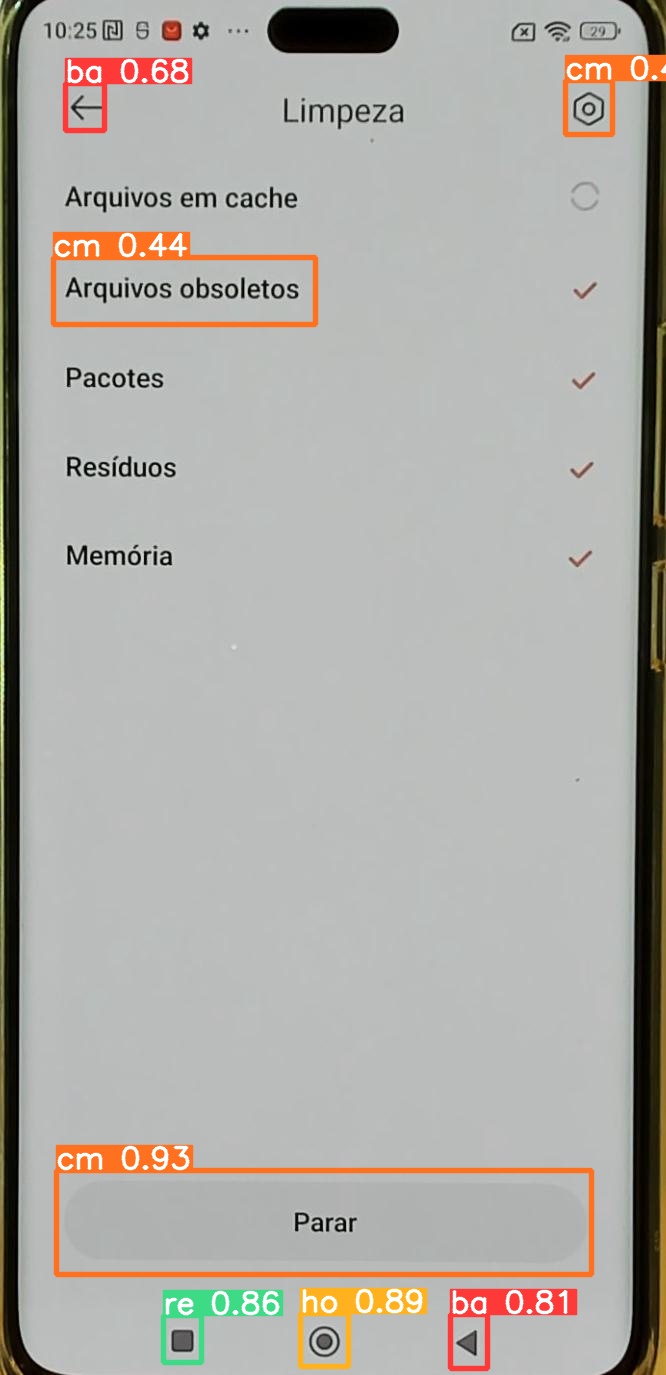 10:25 29
ba 0.68
cm 0.4
Limpeza
Arquivos em cache
cm 0.44
Arquivos obsoletos
Pacotes
Resíduos
Memória
cm 0.93
Parar
re 0.86 ho 0.89 ba 0.81